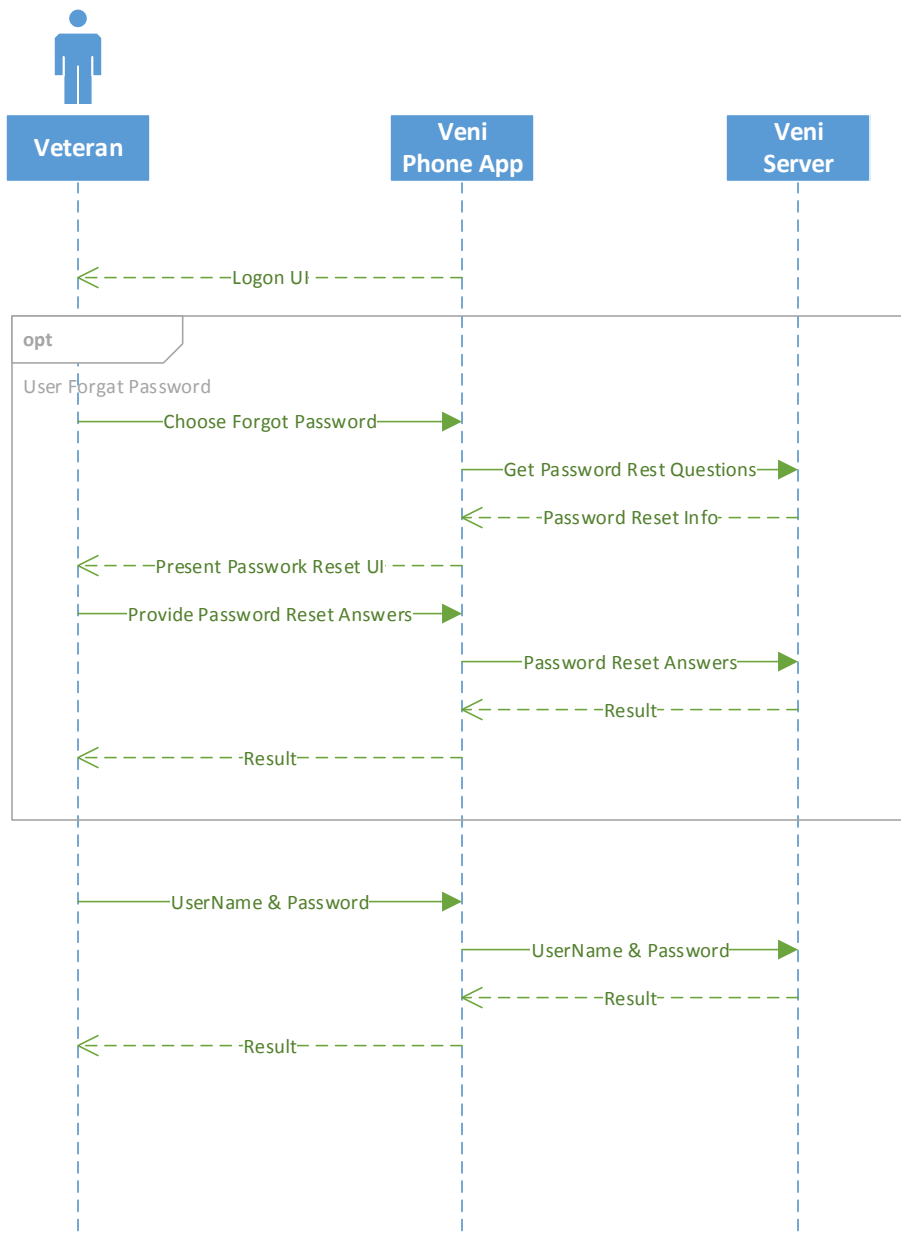 Veteran
Veni
Phone App
Veni
Server
Logon UI
opt
User Forgat Password
Choose Forgot Password
Get Password Rest Questions
Password Reset Info
Present Passwork Reset UI
Provide Password Reset Answers
Password Reset Answers
Result
Result
UserName & Password
UserName & Password
Result
Result